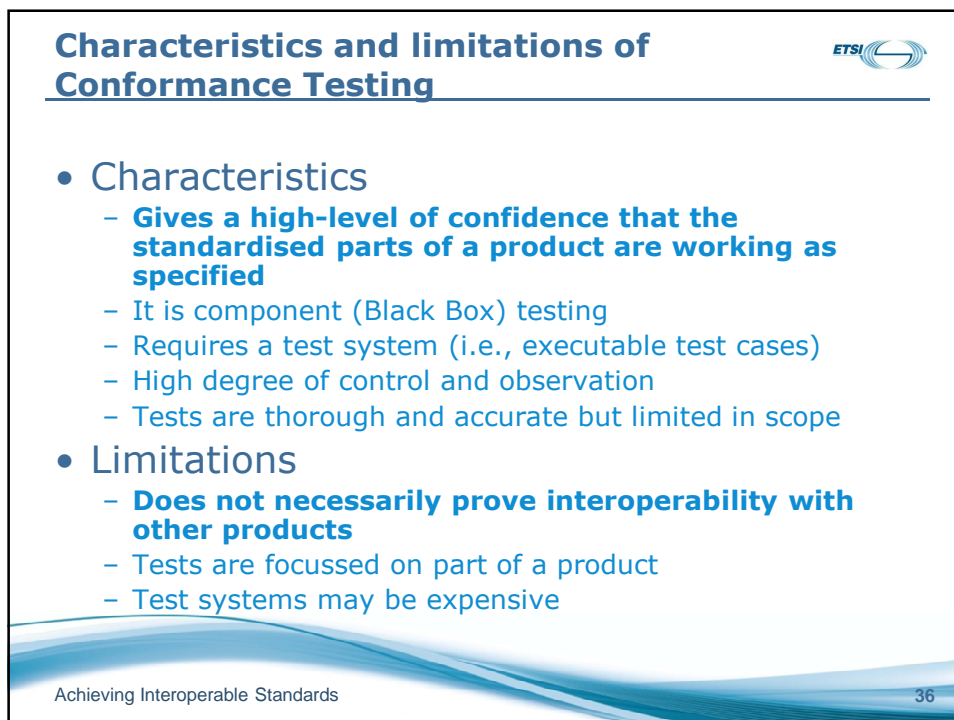 Characteristics and limitations of
Conformance Testing
ETSI
• Characteristics
– Gives a high-level of confidence that the
standardised parts of a product are working as
specified
– It is component (Black Box) testing
– Requires a test system (i.e., executable test cases)
– High degree of control and observation
– Tests are thorough and accurate but limited in scope
• Limitations
– Does not necessarily prove interoperability with
other products
– Tests are focussed on part of a product
– Test systems may be expensive
Achieving Interoperable Standards
36